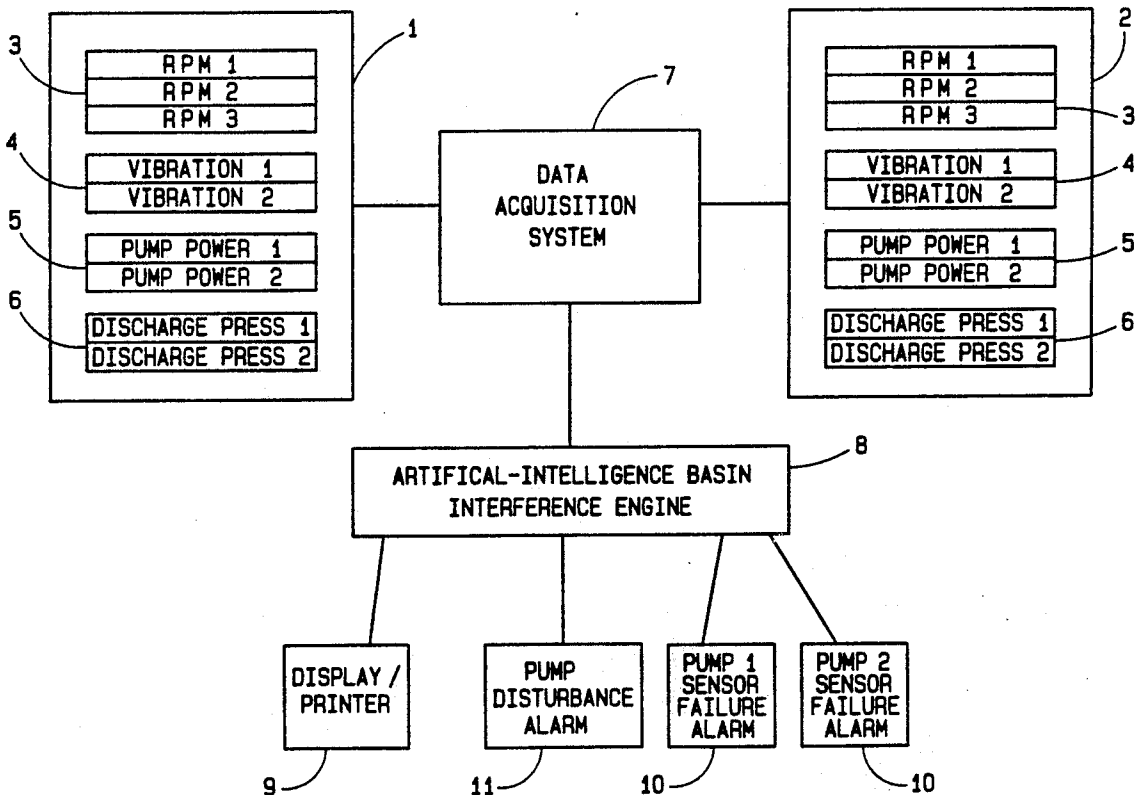 1
3
RPM 1
RPM 2
RPM 3
4
VIBRATION 1
VIBRATION 2
5
PUMP POWER 1
PUMP POWER 2
6
DISCHARGE PRESS 1
DISCHARGE PRESS 2
7
DATA
ACQUISITION
SYSTEM
2
RPM 1
RPM 2
RPM 3
3
VIBRATION 1
VIBRATION 2
4
PUMP POWER 1
PUMP POWER 2
5
DISCHARGE PRESS 1
DISCHARGE PRESS 2
6
8
ARTIFICAL-INTELLIGENCE BASIN
INTERFERENCE ENGINE
DISPLAY /
PRINTER
9
PUMP
DISTURBANCE
ALARM
11
PUMP 1
SENSOR
FAILURE
ALARM
10
PUMP 2
SENSOR
FAILURE
ALARM
10